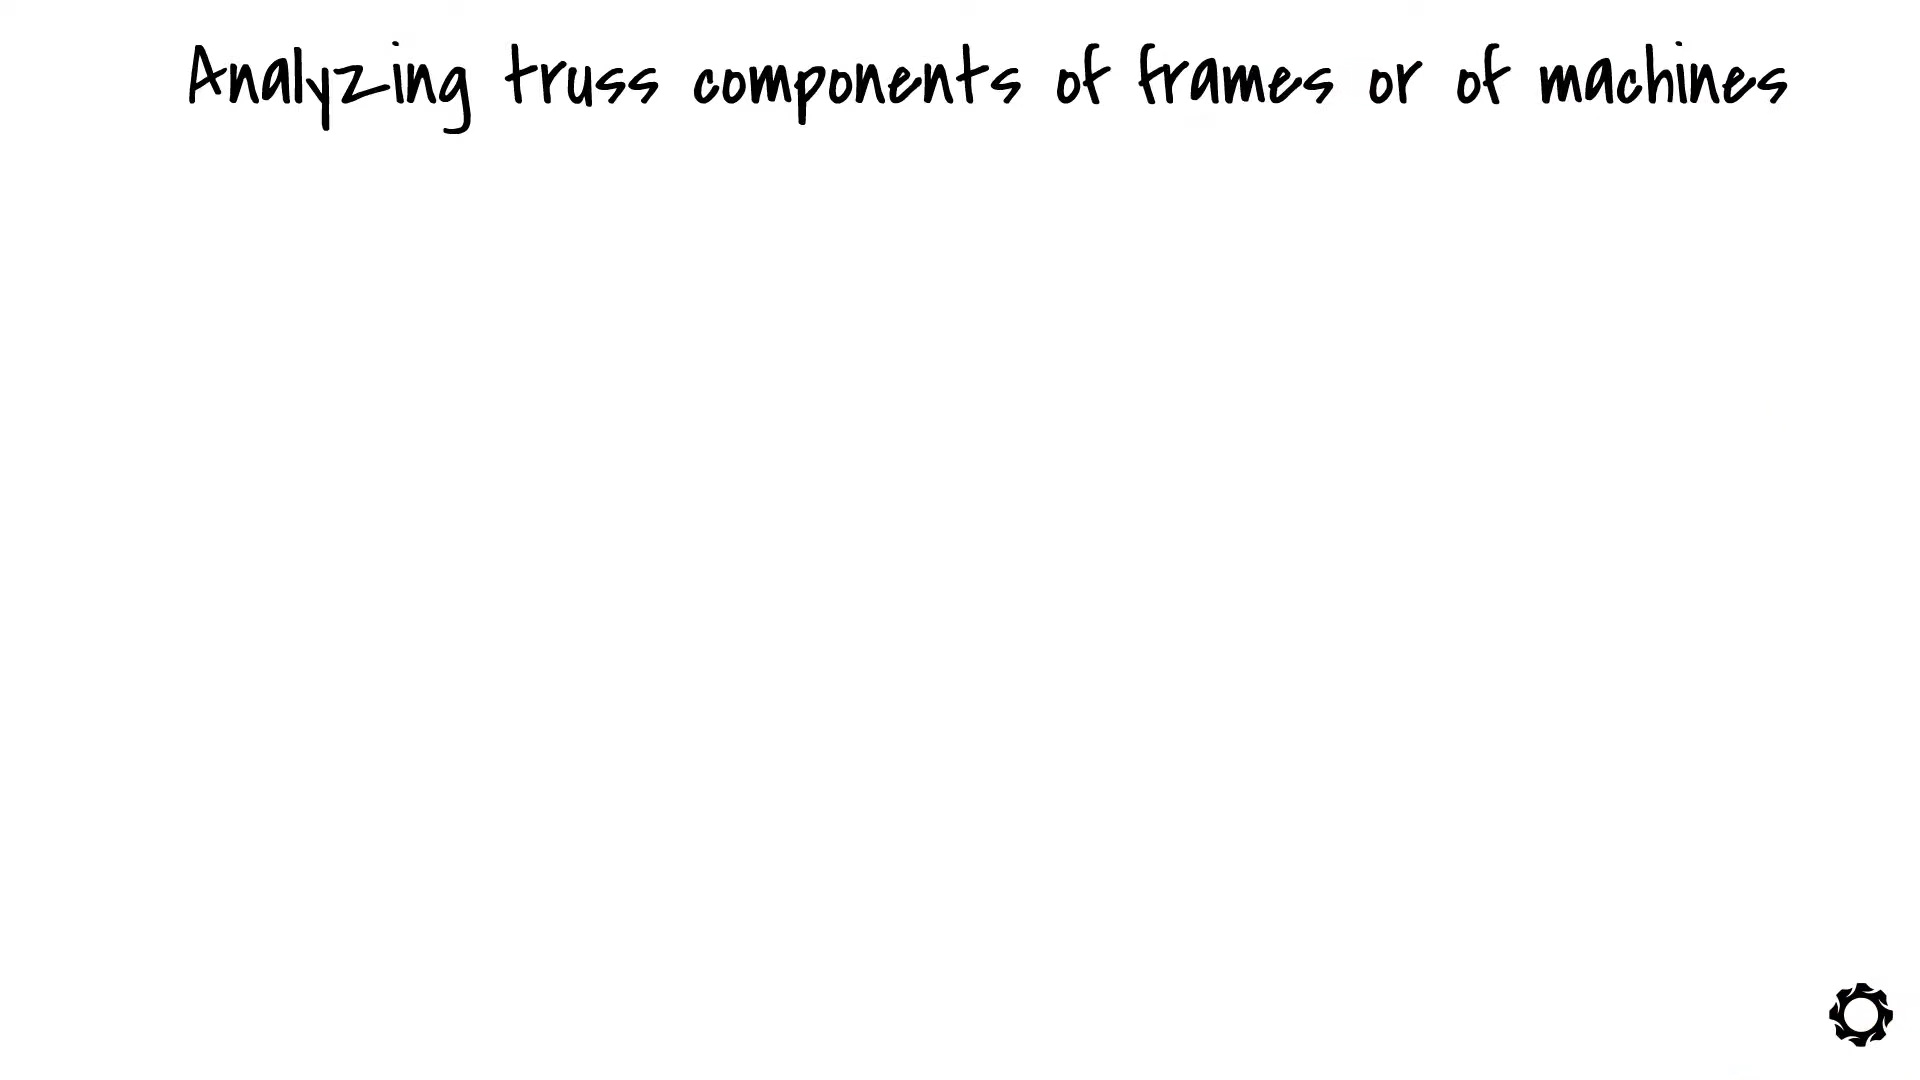 Analyzing truss components of frames or of machines